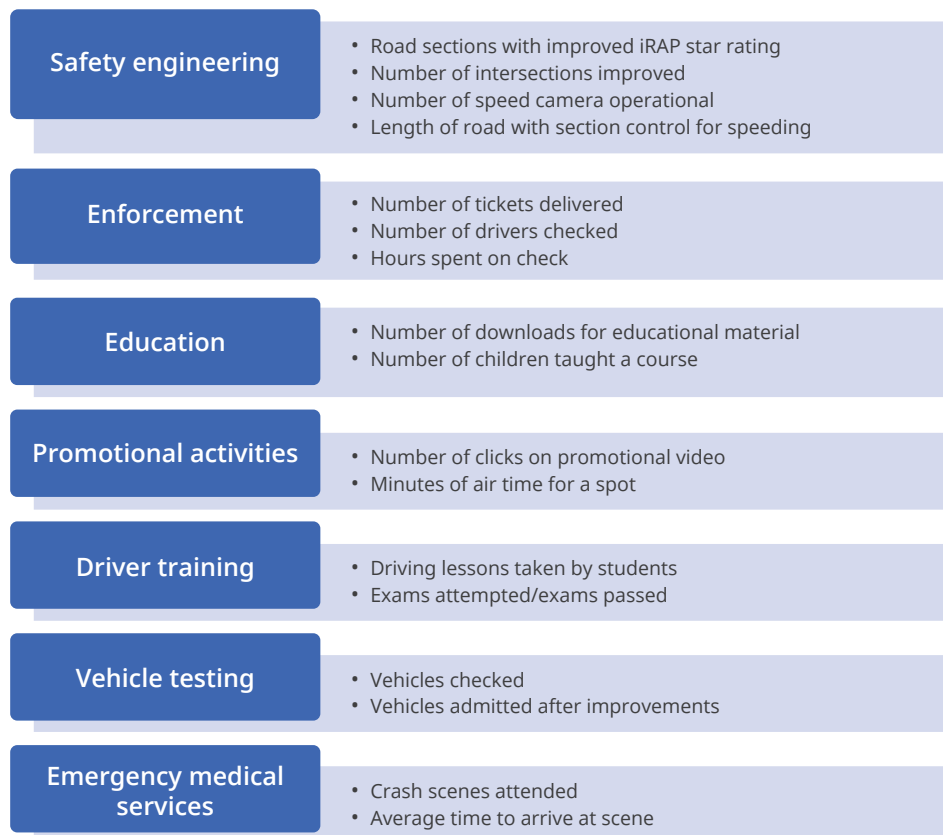 Safety engineering
• Road sections with improved iRAP star rating
• Number of intersections improved
• Number of speed camera operational
• Length of road with section control for speeding
Enforcement
• Number of tickets delivered
• Number of drivers checked
• Hours spent on check
Education
• Number of downloads for educational material
• Number of children taught a course
Promotional activities
• Number of clicks on promotional video
• Minutes of air time for a spot
Driver training
• Driving lessons taken by students
• Exams attempted/exams passed
Vehicle testing
• Vehicles checked
• Vehicles admitted after improvements
Emergency medical
services
• Crash scenes attended
• Average time to arrive at scene